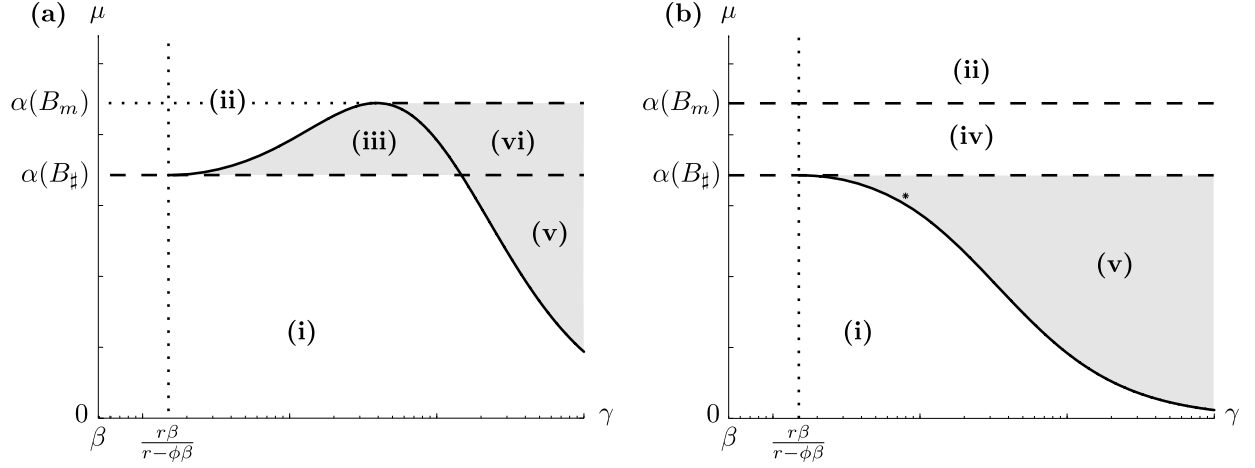 (a) μ
α(B_m)
α(B_♯)
0
β
rβ/(r−ϕβ)
γ
(ii)
(iii)
(vi)
(v)
(i)
(b) μ
α(B_m)
α(B_♯)
0
β
rβ/(r−ϕβ)
γ
(ii)
(iv)
(v)
(i)
*